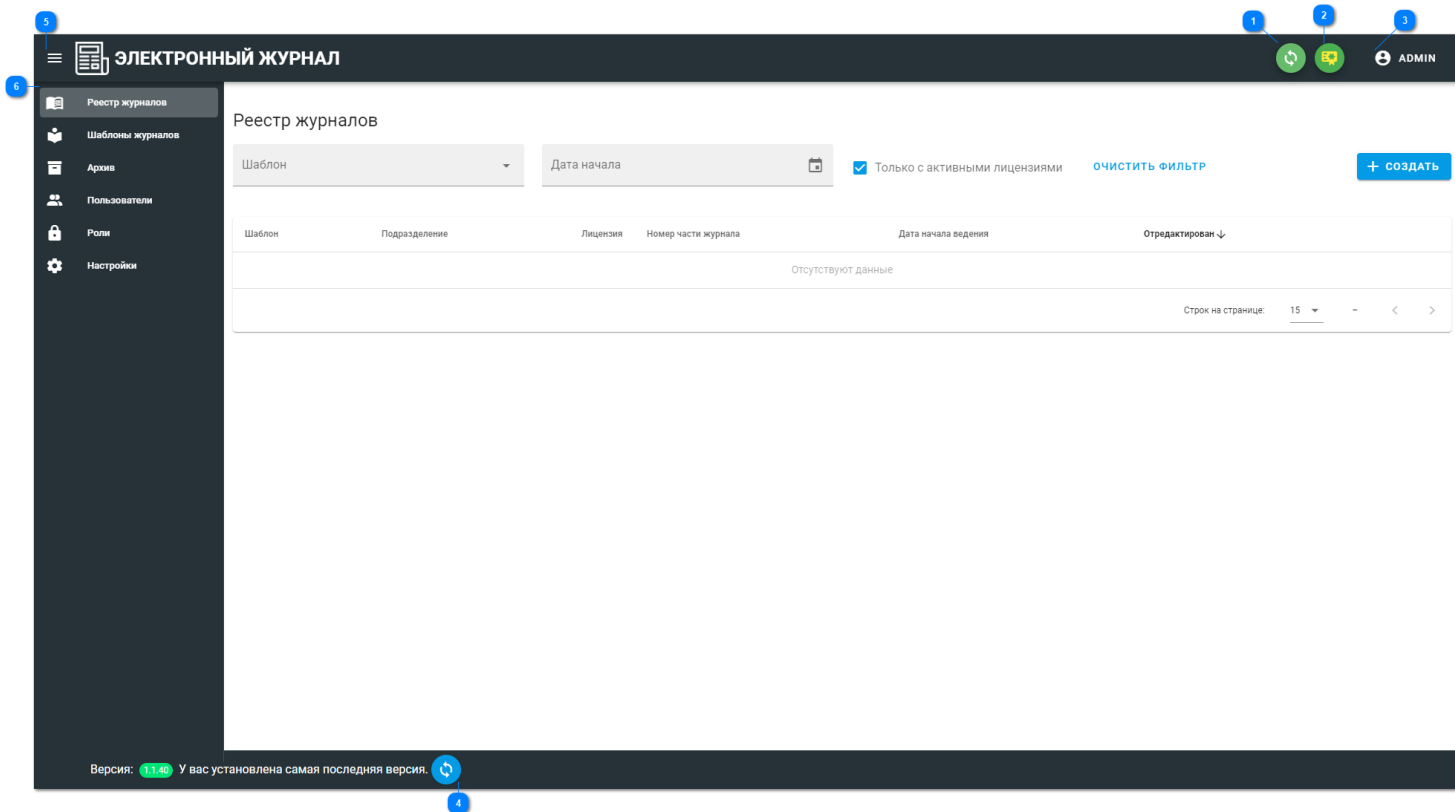 5
1
2
3
ЭЛЕКТРОННЫЙ ЖУРНАЛ
ADMIN
6
Реестр журналов
Шаблоны журналов
Архив
Пользователи
Роли
Настройки
Реестр журналов
Шаблон
Дата начала
Только с активными лицензиями
ОЧИСТИТЬ ФИЛЬТР
+ СОЗДАТЬ
Шаблон Подразделение Лицензия Номер части журнала Дата начала ведения Отредактирован ↓
Отсутствуют данные
Строк на странице: 15 –
Версия: 1.1.40 У вас установлена самая последняя версия.
4